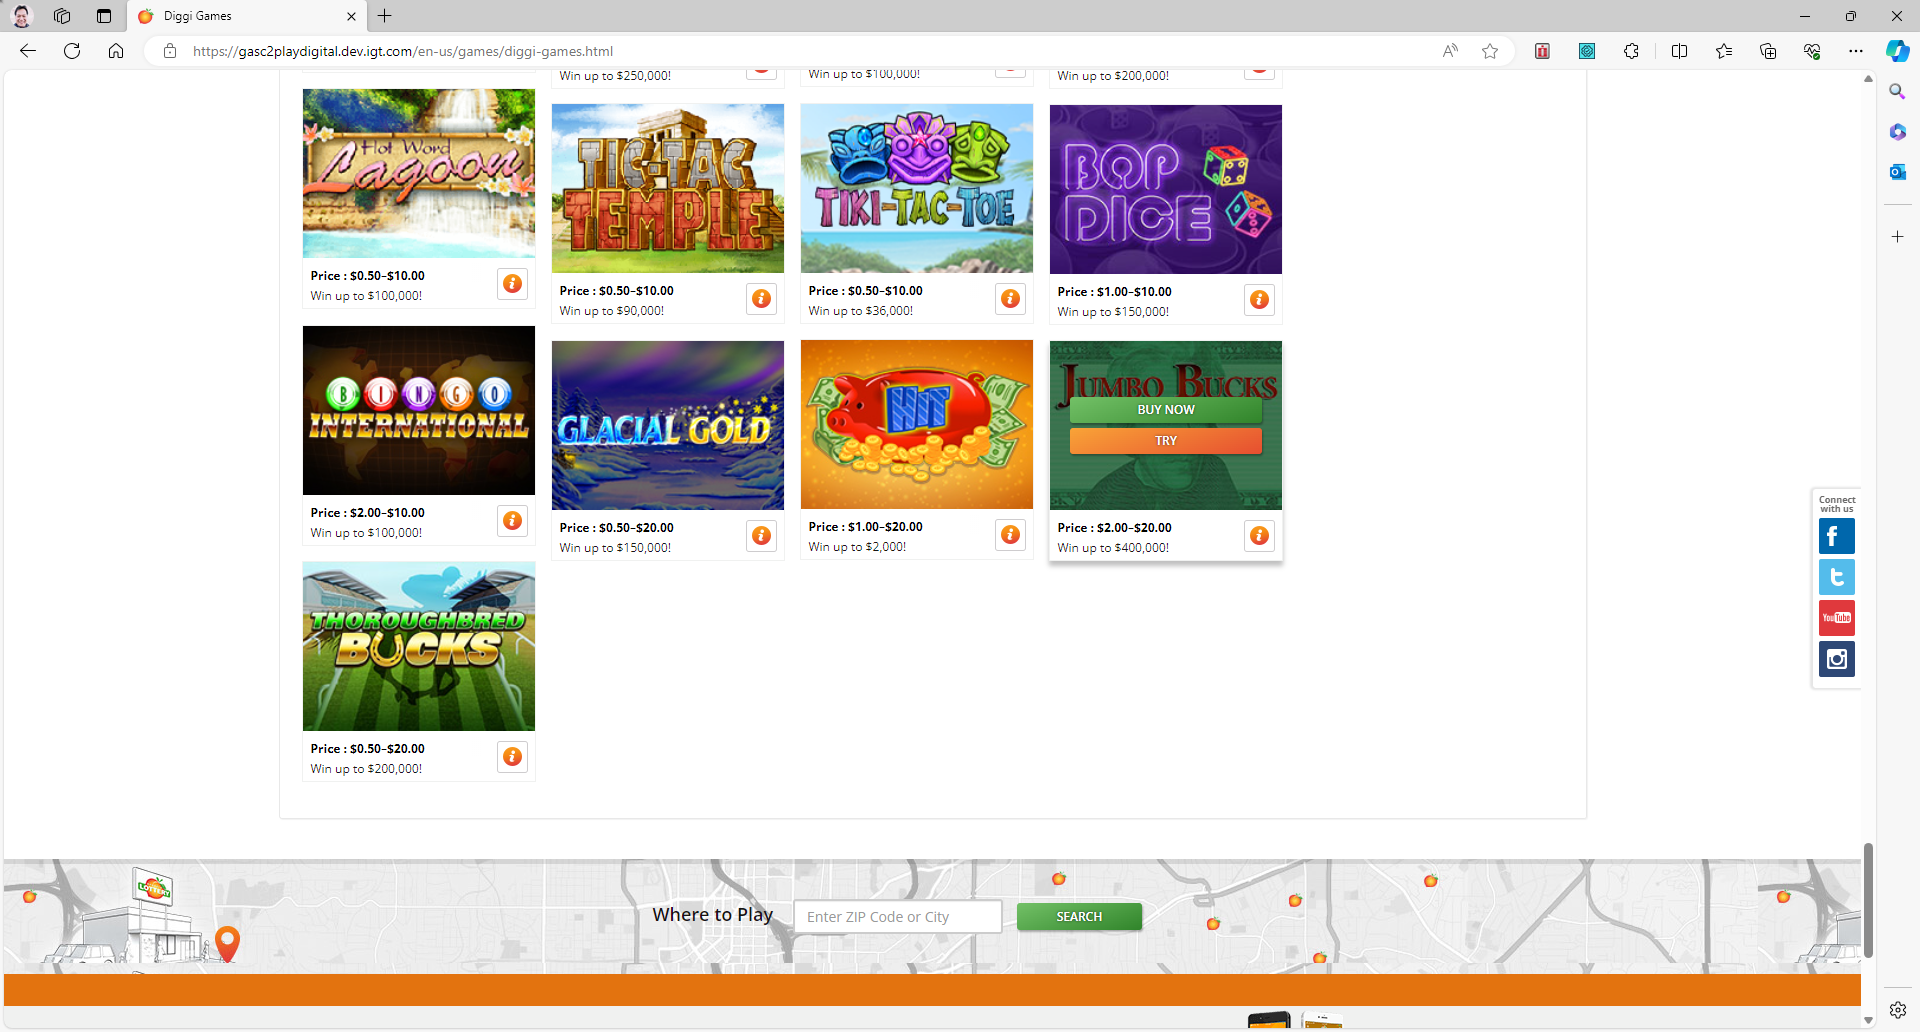 Diggi Games
https://gasc2playdigital.dev.igt.com/en-us/games/diggi-games.html
Win up to $250,000!
Win up to $100,000!
Win up to $200,000!
Hot Word
Lagoon
Price : $0.50–$10.00
Win up to $100,000!
TIC-TAC
TEMPLE
Price : $0.50–$10.00
Win up to $90,000!
TIKI-TAC-TOE
Price : $0.50–$10.00
Win up to $36,000!
BOP
DICE
Price : $1.00–$10.00
Win up to $150,000!
BINGO
INTERNATIONAL
Price : $2.00–$10.00
Win up to $100,000!
GLACIAL GOLD
Price : $0.50–$20.00
Win up to $150,000!
HIT
Price : $1.00–$20.00
Win up to $2,000!
JUMBO BUCKS
BUY NOW
TRY
Price : $2.00–$20.00
Win up to $400,000!
THOROUGHBRED
BUCKS
Price : $0.50–$20.00
Win up to $200,000!
Connect
with us
YouTube
LOTTERY
Where to Play
Enter ZIP Code or City
SEARCH